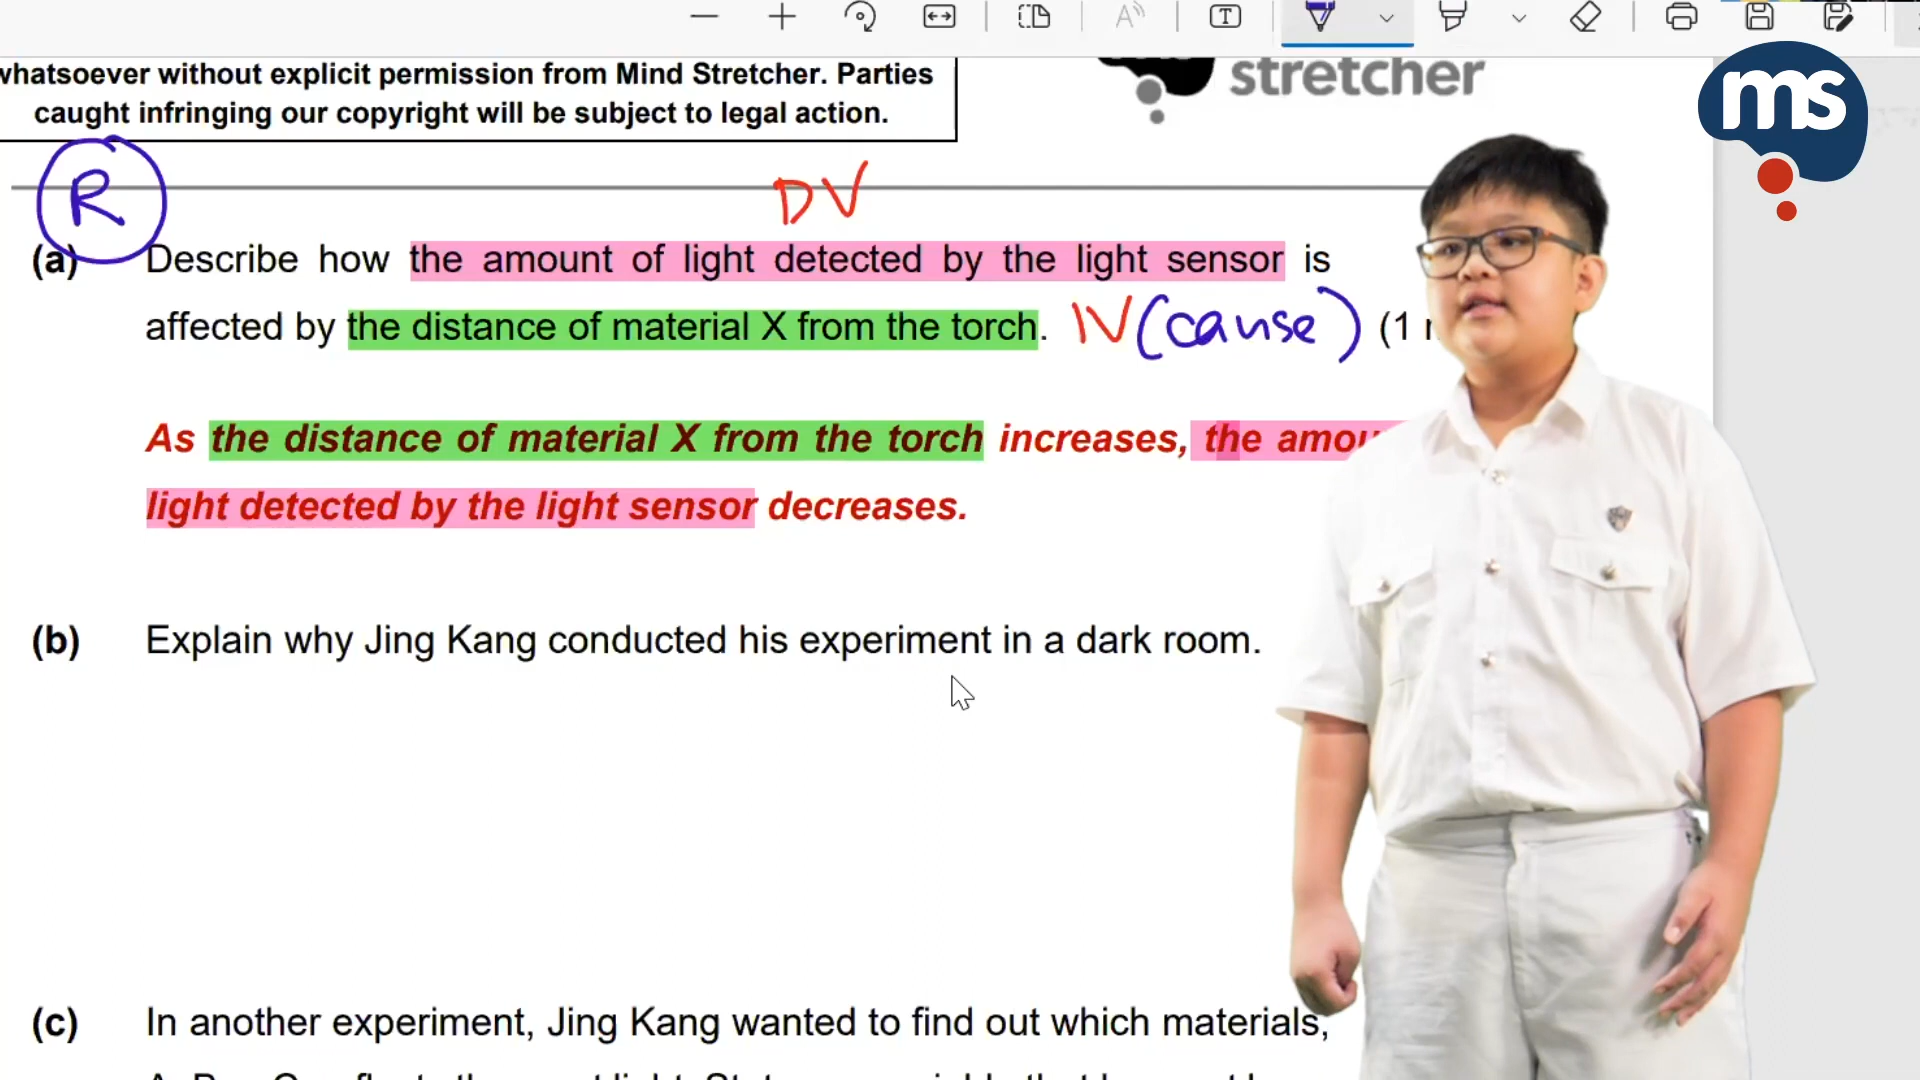 whatsoever without explicit permission from Mind Stretcher. Parties
caught infringing our copyright will be subject to legal action.
stretcher
ms
R
DV
(a) Describe how the amount of light detected by the light sensor is
affected by the distance of material X from the torch. IV (cause) (1
As the distance of material X from the torch increases, the
light detected by the light sensor decreases.
(b) Explain why Jing Kang conducted his experiment in a dark room.
(c) In another experiment, Jing Kang wanted to find out which materials,